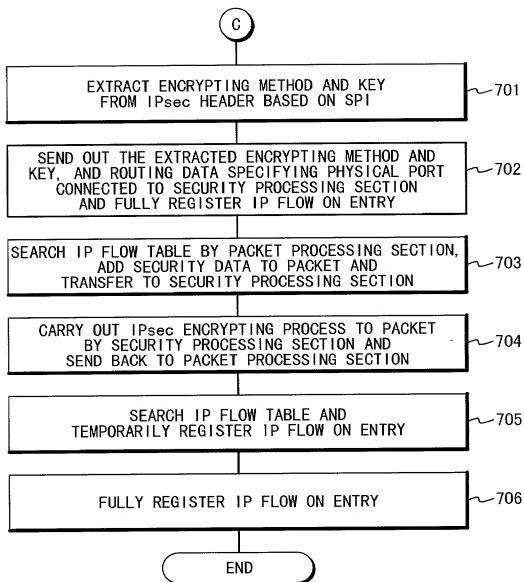 C
EXTRACT ENCRYPTING METHOD AND KEY
FROM IPsec HEADER BASED ON SPI
701
SEND OUT THE EXTRACTED ENCRYPTING METHOD AND
KEY, AND ROUTING DATA SPECIFYING PHYSICAL PORT
CONNECTED TO SECURITY PROCESSING SECTION
AND FULLY REGISTER IP FLOW ON ENTRY
702
SEARCH IP FLOW TABLE BY PACKET PROCESSING SECTION,
ADD SECURITY DATA TO PACKET AND
TRANSFER TO SECURITY PROCESSING SECTION
703
CARRY OUT IPsec ENCRYPTING PROCESS TO PACKET
BY SECURITY PROCESSING SECTION AND
SEND BACK TO PACKET PROCESSING SECTION
704
SEARCH IP FLOW TABLE AND
TEMPORARILY REGISTER IP FLOW ON ENTRY
705
FULLY REGISTER IP FLOW ON ENTRY
706
END